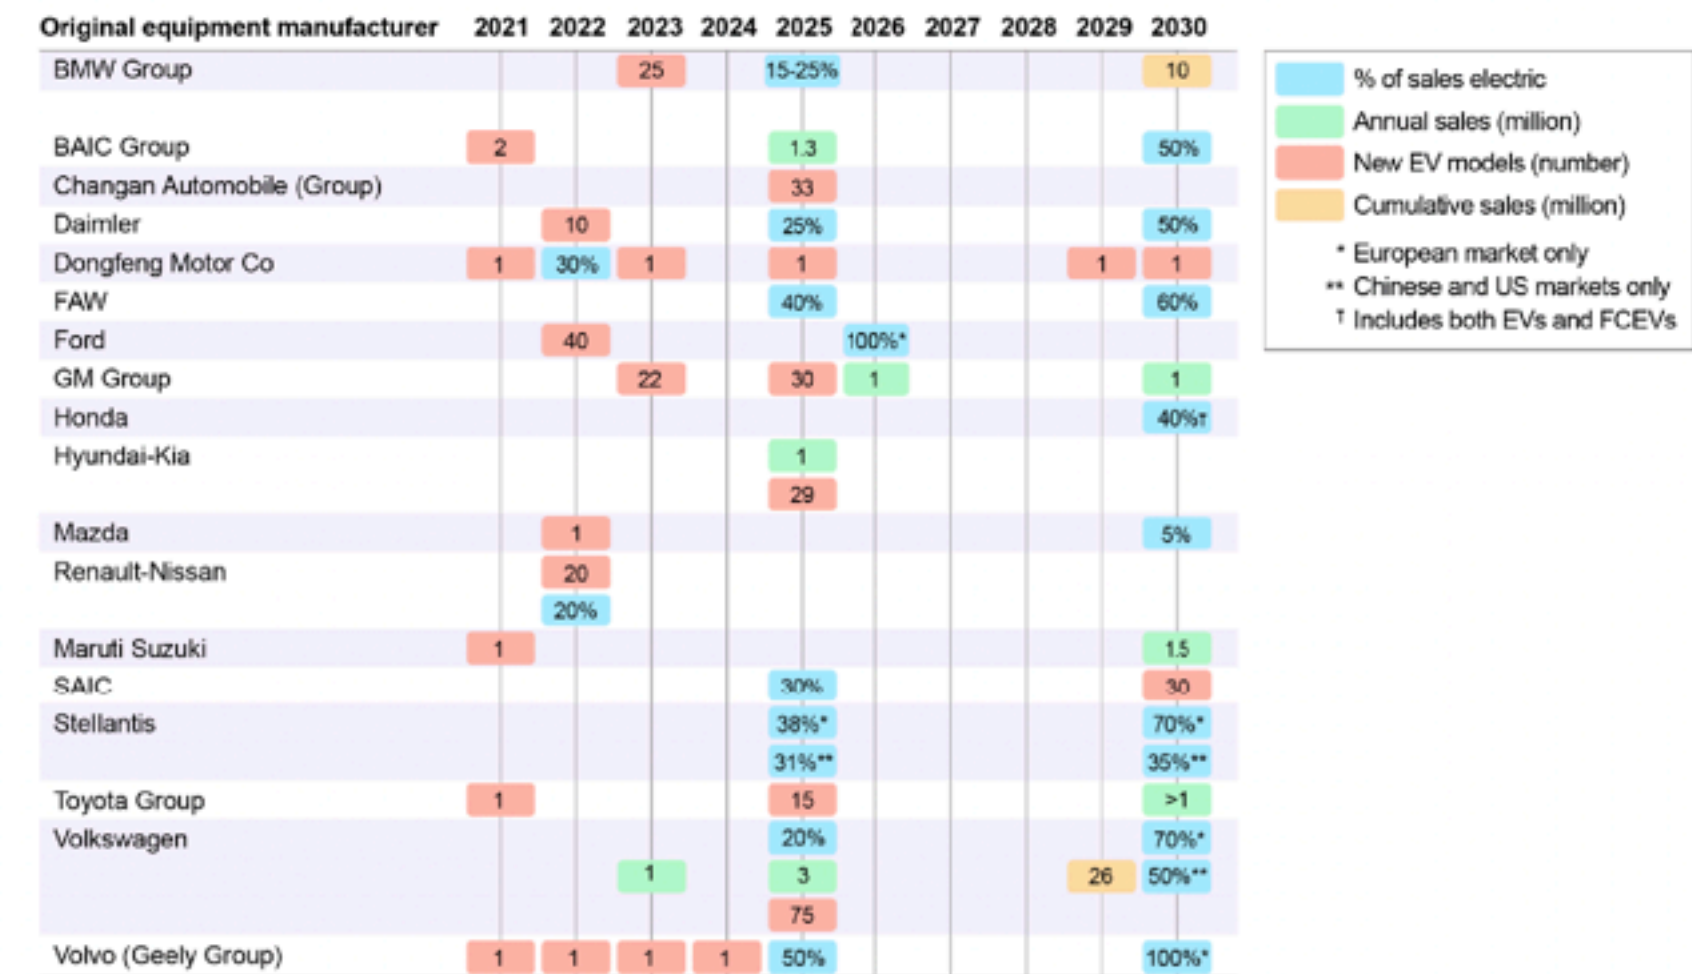 Original equipment manufacturer 2021 2022 2023 2024 2025 2026 2027 2028 2029 2030
BMW Group 25 15-25% 10
BAIC Group 2 1.3 50%
Changan Automobile (Group) 33
Daimler 10 25% 50%
Dongfeng Motor Co 1 30% 1 1 1 1
FAW 40% 60%
Ford 40 100%*
GM Group 22 30 1 1
Honda 40%†
Hyundai-Kia 1
29
Mazda 1 5%
Renault-Nissan 20
20%
Maruti Suzuki 1 1.5
SAIC 30% 30
Stellantis 38%* 70%*
31%** 35%**
Toyota Group 1 15 >1
Volkswagen 20% 70%*
1 3 26 50%**
75
Volvo (Geely Group) 1 1 1 1 50% 100%*
% of sales electric
Annual sales (million)
New EV models (number)
Cumulative sales (million)
* European market only
** Chinese and US markets only
† Includes both EVs and FCEVs